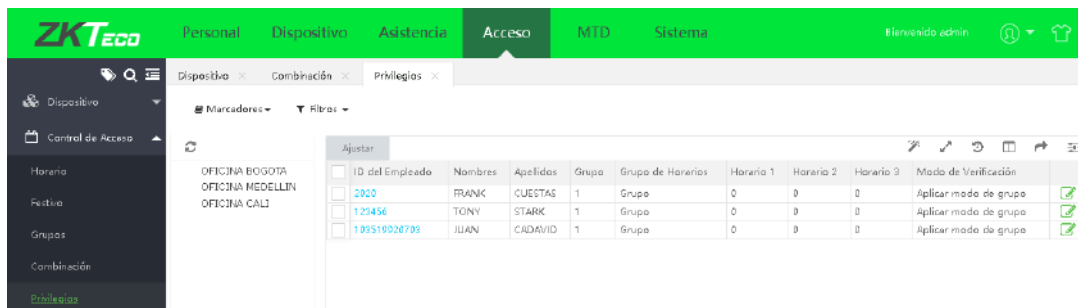 ZKTeco Personal Dispositivo Asistencia Acceso MTD Sistema Bienvenido admin
Dispositivo Combinación Privilegios
Dispositivo
Marcadores Filtros
Control de Acceso
Ajustar
Horario
Festivo
Grupos
Combinación
Privilegios
OFICINA BOGOTA
OFICINA MEDELLIN
OFICINA CALI
ID del Empleado Nombres Apellidos Grupo Grupo de Horarios Horario 1 Horario 2 Horario 3 Modo de Verificación
2020 FRANK CUESTAS 1 Grupo 0 0 0 Aplicar modo de grupo
123456 TONY STARK 1 Grupo 0 0 0 Aplicar modo de grupo
JUAN CADAVID 1 Grupo 0 0 0 Aplicar modo de grupo